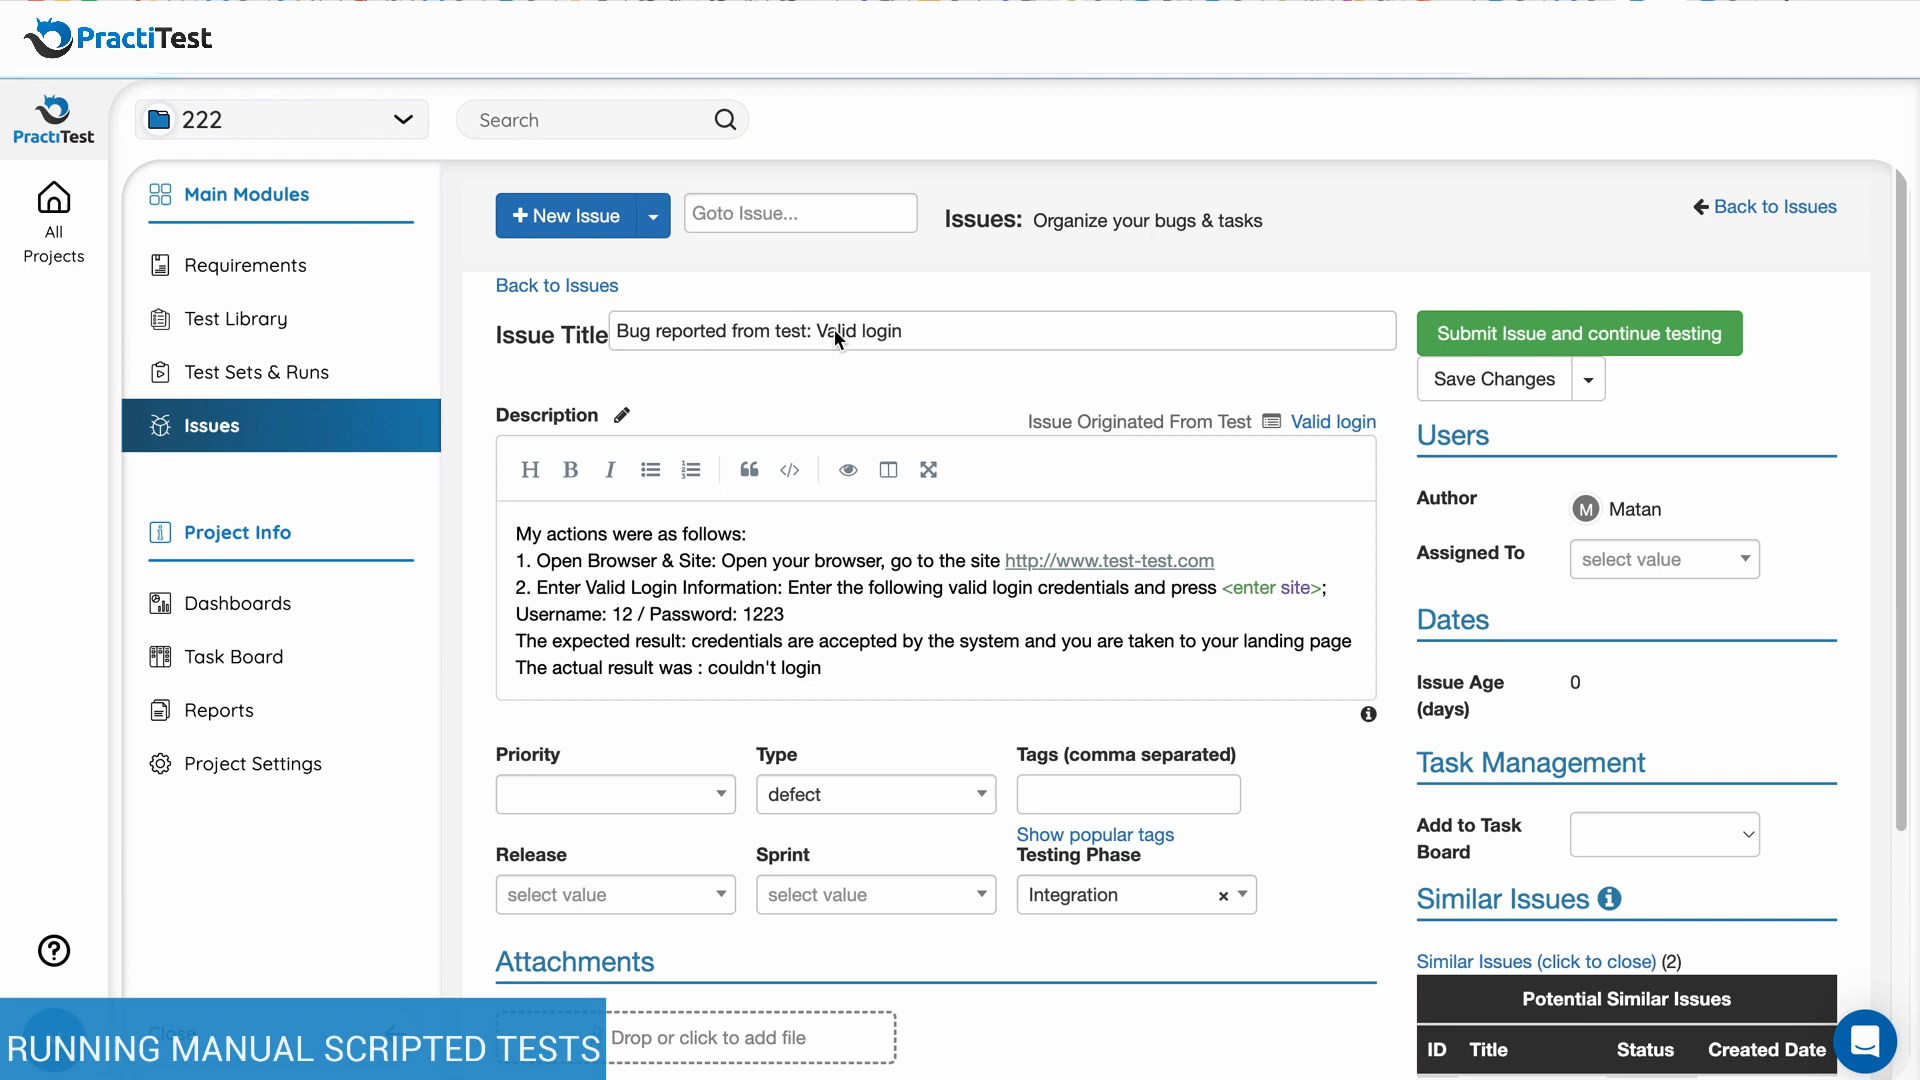 PractiTest
PractiTest
222
Search
All
Projects
Main Modules
Requirements
Test Library
Test Sets & Runs
Issues
Project Info
Dashboards
Task Board
Reports
Project Settings
New Issue
Goto Issue...
Issues: Organize your bugs & tasks
Back to Issues
Back to Issues
Issue Title
Bug reported from test: Valid login
Submit Issue and continue testing
Save Changes
Description
Issue Originated From Test Valid login
H B I
My actions were as follows:
1. Open Browser & Site: Open your browser, go to the site http://www.test-test.com
2. Enter Valid Login Information: Enter the following valid login credentials and press <enter site>;
Username: 12 / Password: 1223
The expected result: credentials are accepted by the system and you are taken to your landing page
The actual result was : couldn't login
Users
Author
M Matan
Assigned To
select value
Dates
Issue Age
(days)
0
Task Management
Add to Task
Board
Priority
Type
defect
Tags (comma separated)
Show popular tags
Release
select value
Sprint
select value
Testing Phase
Integration
Similar Issues
Similar Issues (click to close) (2)
Potential Similar Issues
ID Title Status Created Date
Attachments
Drop or click to add file
Close
RUNNING MANUAL SCRIPTED TESTS